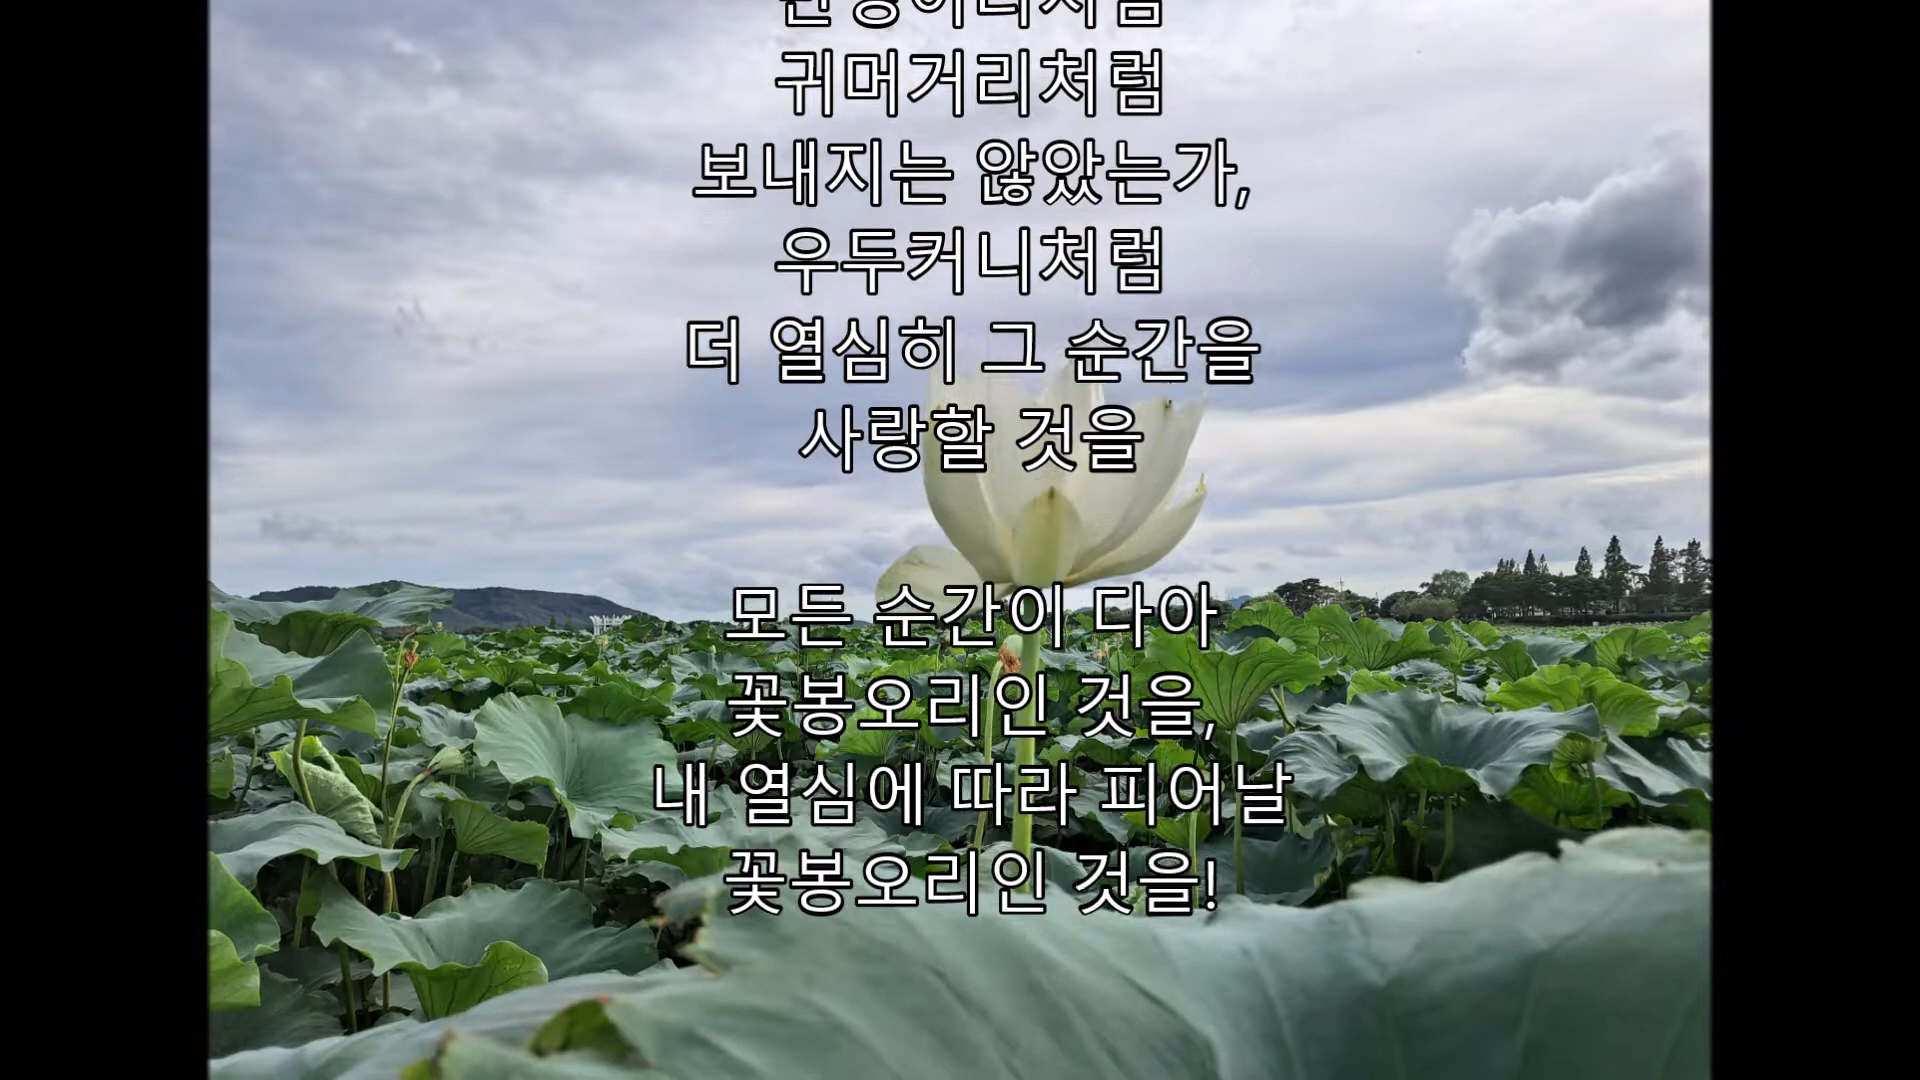 귀머거리처럼
보내지는 않았는가,
우두커니처럼
더 열심히 그 순간을
사랑할 것을
모든 순간이 다아
꽃봉오리인 것을,
내 열심에 따라 피어날
꽃봉오리인 것을!